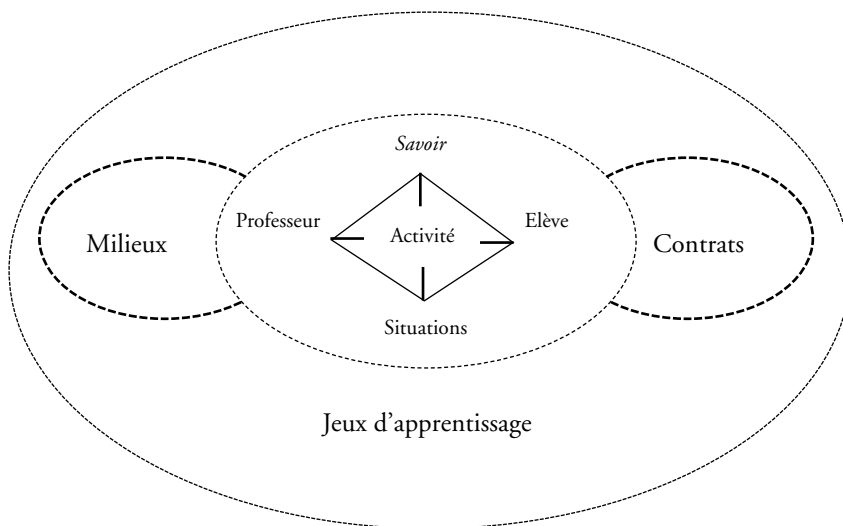 Savoir
Professeur
Elève
Activité
Milieux
Contrats
Situations
Jeux d’apprentissage